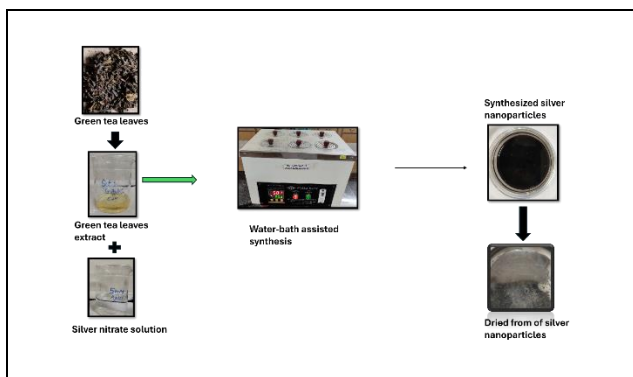 Green tea leaves
Green tea leaves
extract
Silver nitrate solution
Water-bath assisted
synthesis
Synthesized silver
nanoparticles
Dried from of silver
nanoparticles